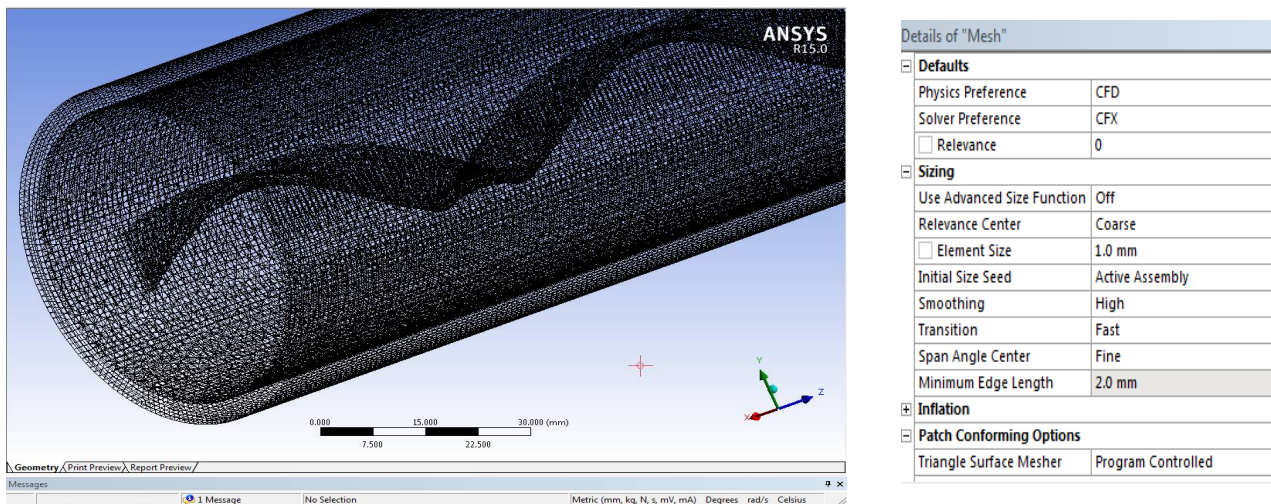 ANSYS
R15.0
Y
Z
X
0.000 15.000 30.000 (mm)
7.500 22.500
Geometry Print Preview Report Preview
Messages
1 Message No Selection Metric (mm, kg, N, s, mV, mA) Degrees rad/s Celsius
Details of "Mesh"
Defaults
Physics Preference CFD
Solver Preference CFX
Relevance 0
Sizing
Use Advanced Size Function Off
Relevance Center Coarse
Element Size 1.0 mm
Initial Size Seed Active Assembly
Smoothing High
Transition Fast
Span Angle Center Fine
Minimum Edge Length 2.0 mm
Inflation
Patch Conforming Options
Triangle Surface Mesher Program Controlled